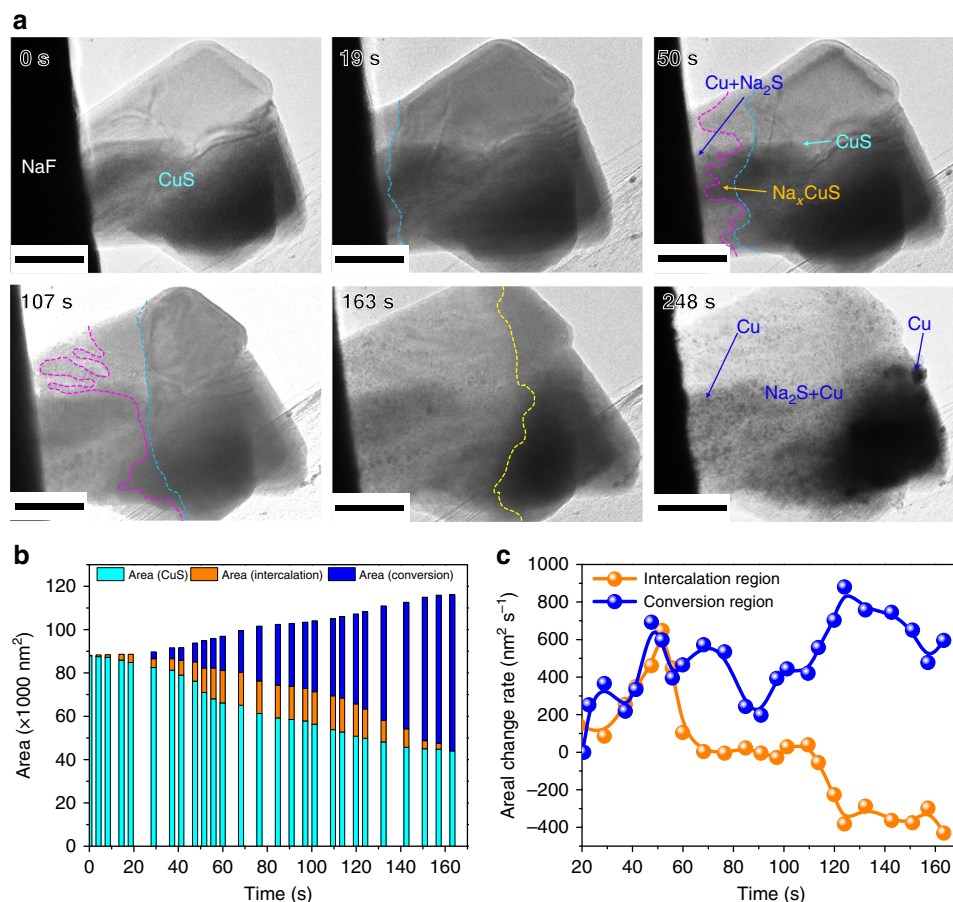 a
0 s
19 s
50 s
NaF
CuS
Cu+Na₂S
CuS
NaₓCuS
107 s
163 s
248 s
Cu
Cu
Na₂S+Cu
b
Area (CuS)
Area (intercalation)
Area (conversion)
Area (×1000 nm²)
120
100
80
60
40
20
0
0 20 40 60 80 100 120 140 160
Time (s)
c
Intercalation region
Conversion region
Areal change rate (nm² s⁻¹)
1000
800
600
400
200
0
−200
−400
20 40 60 80 100 120 140 160
Time (s)